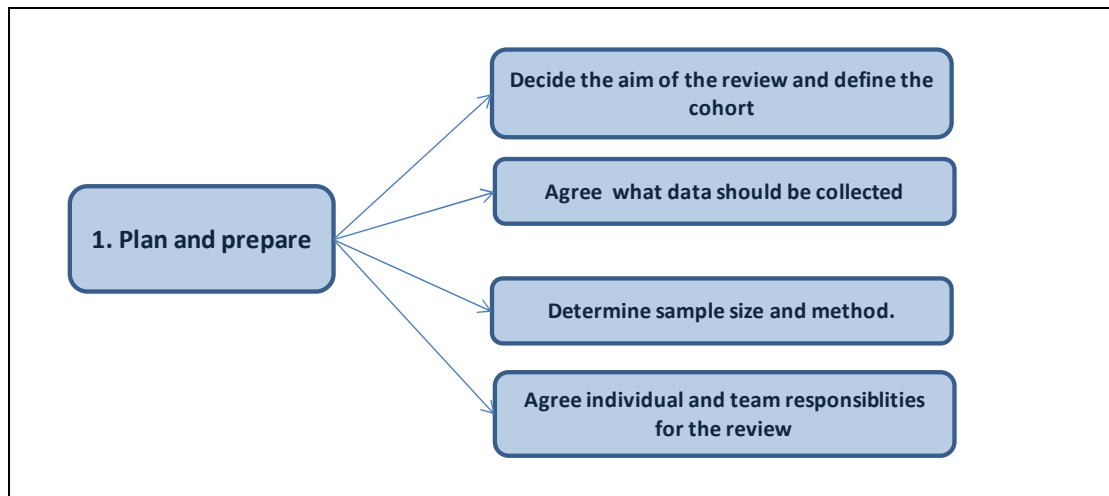 Decide the aim of the review and define the
cohort
Agree  what data should be collected
1. Plan and prepare
Determine sample size and method.
Agree individual and team responsiblities
for the review